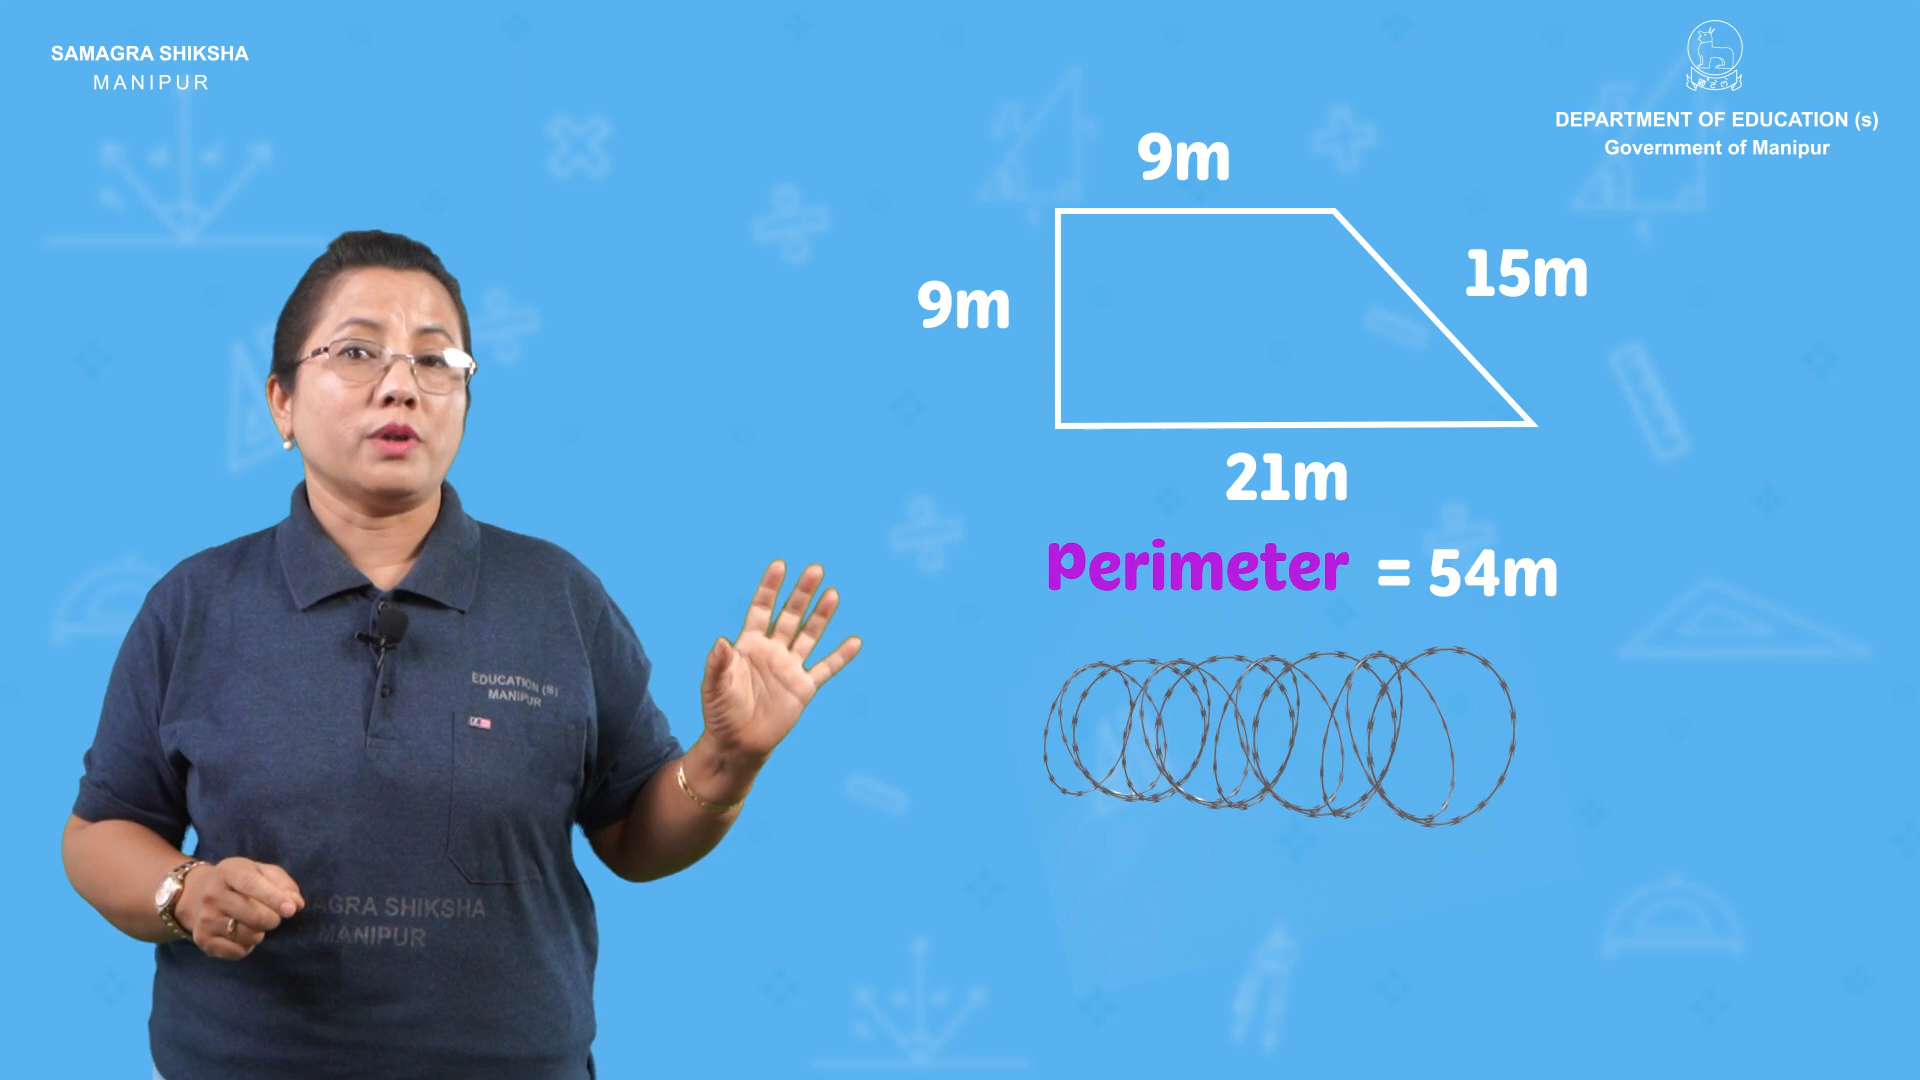 SAMAGRA SHIKSHA
MANIPUR
DEPARTMENT OF EDUCATION (s)
Government of Manipur
9m
9m
15m
21m
Perimeter = 54m
EDUCATION (S)
MANIPUR
AGRA SHIKSHA
MANIPUR